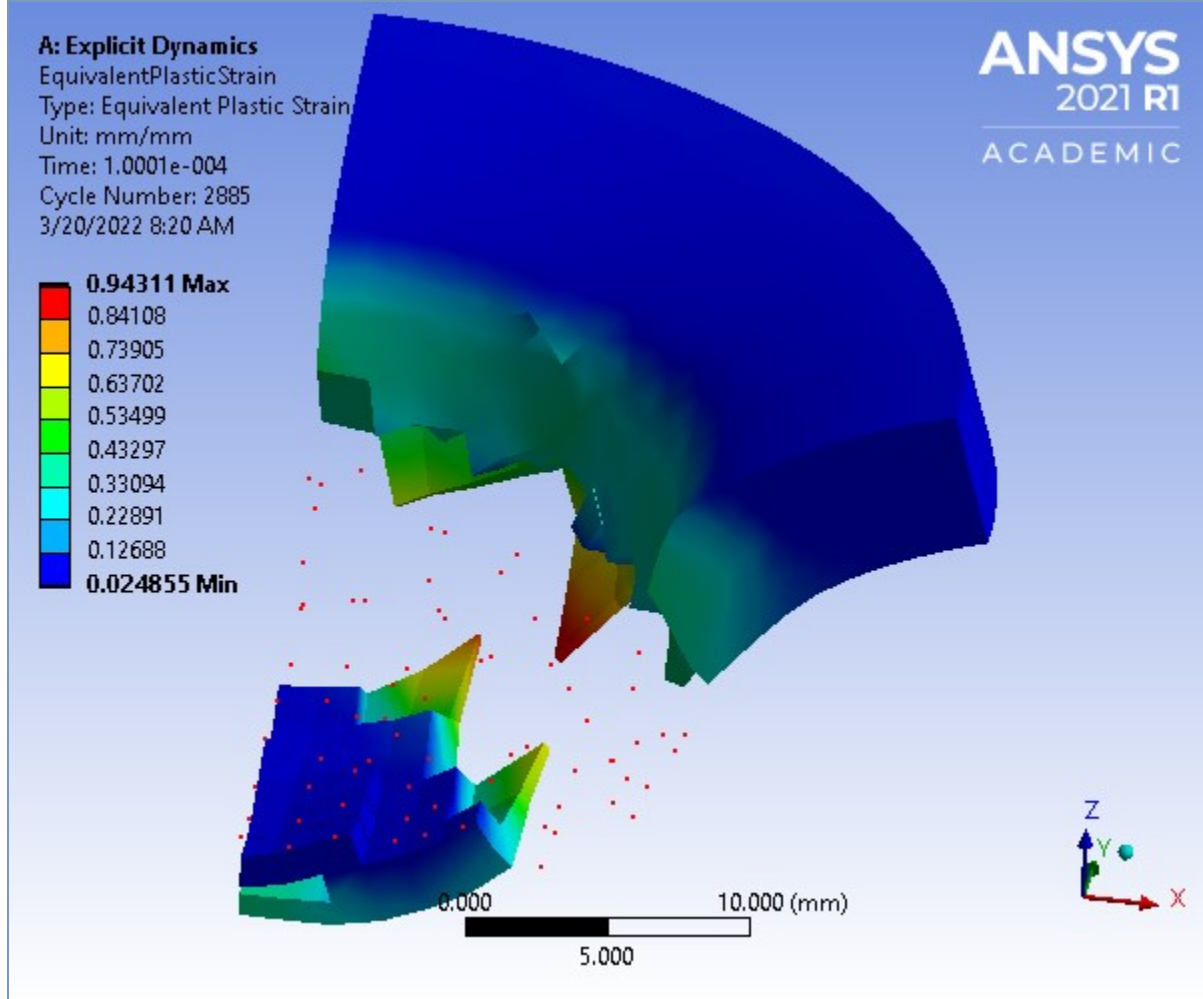 A: Explicit Dynamics
EquivalentPlasticStrain
Type: Equivalent Plastic Strain
Unit: mm/mm
Time: 1.0001e-004
Cycle Number: 2885
3/20/2022 8:20 AM
0.94311 Max
0.84108
0.73905
0.63702
0.53499
0.43297
0.33094
0.22891
0.12688
0.024855 Min
ANSYS
2021 R1
ACADEMIC
0.000
10.000 (mm)
5.000
Z
Y
X